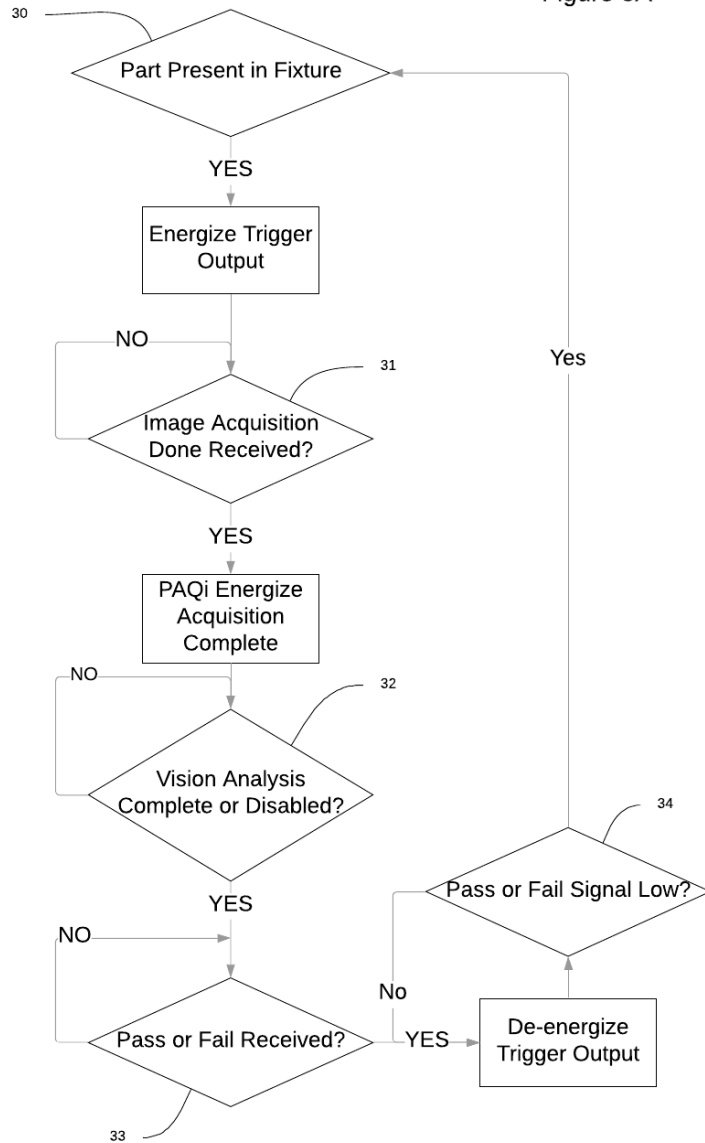 30
Part Present in Fixture
YES
Energize Trigger
Output
NO
31
Image Acquisition
Done Received?
YES
PAQi Energize
Acquisition
Complete
NO
32
Vision Analysis
Complete or Disabled?
YES
NO
Pass or Fail Received?
33
YES
De-energize
Trigger Output
No
Pass or Fail Signal Low?
34
Yes